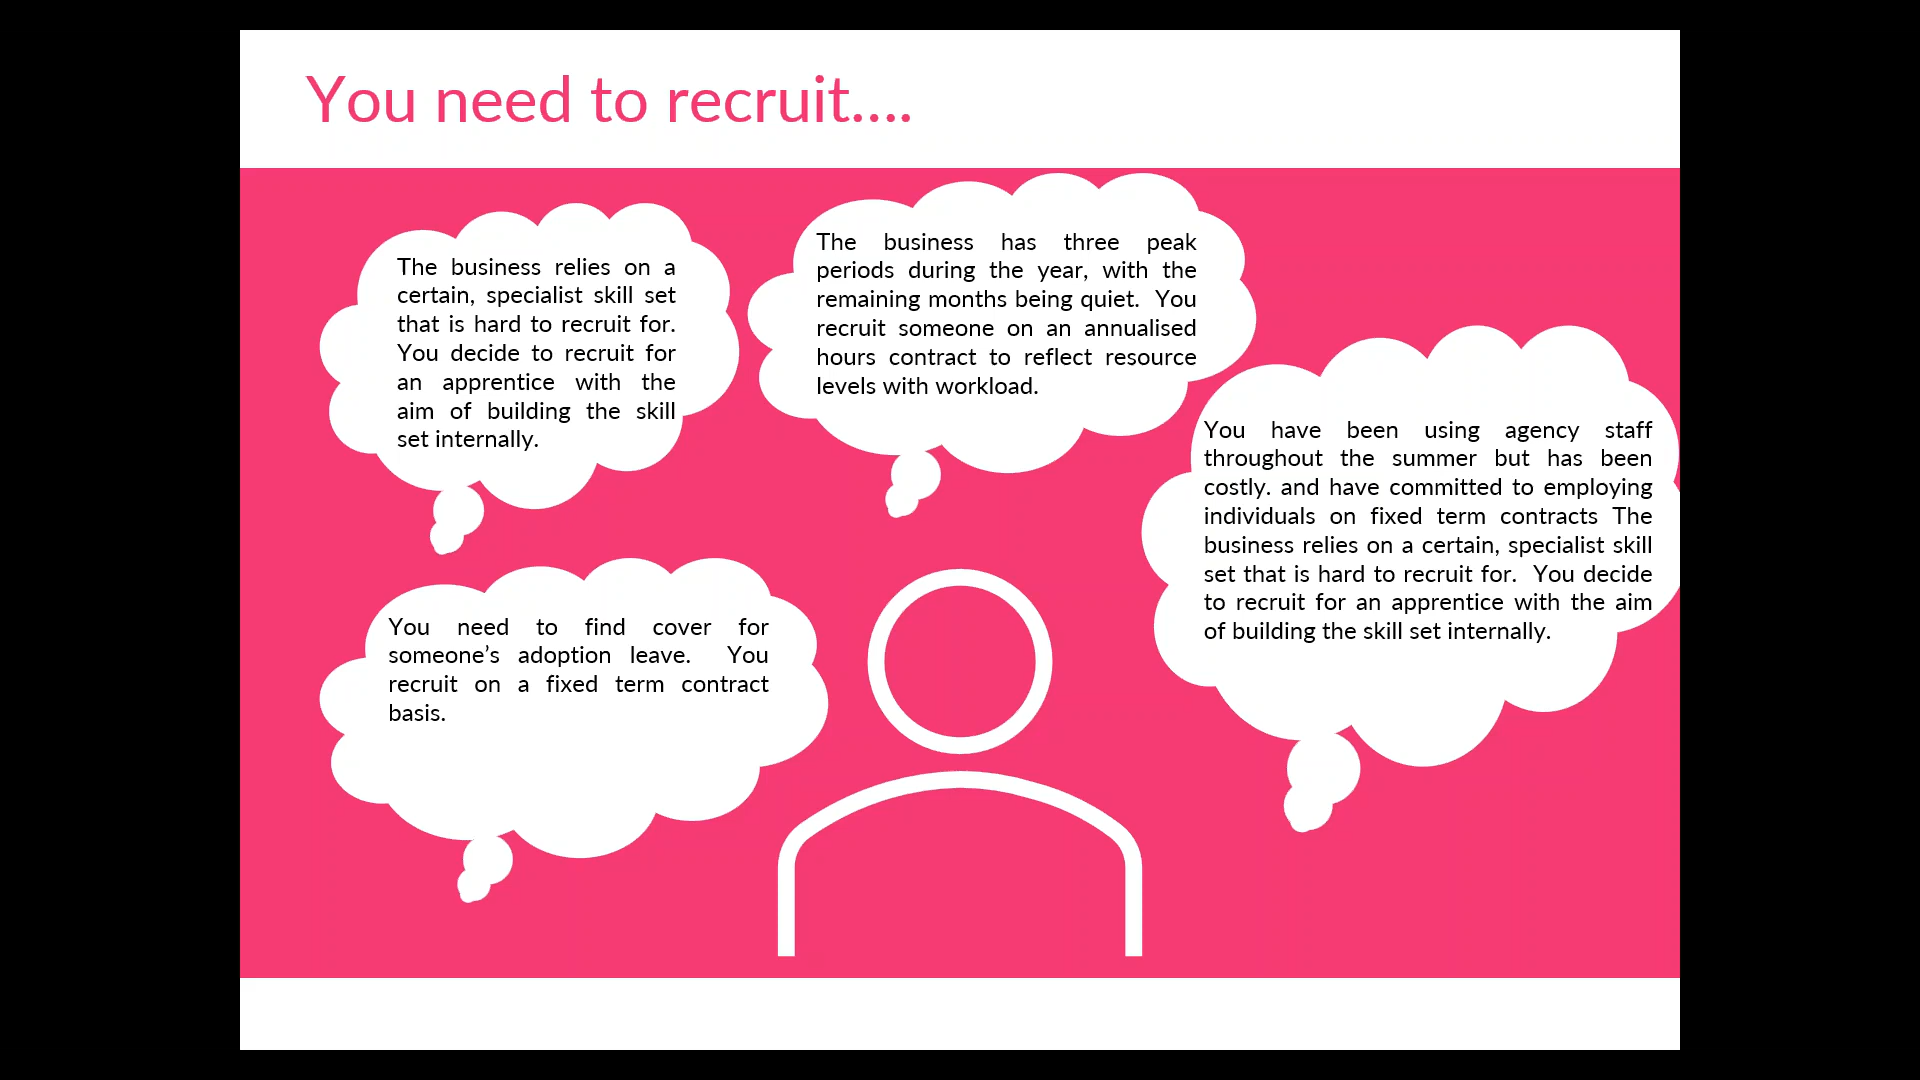 You need to recruit....
The business relies on a
certain, specialist skill set
that is hard to recruit for.
You decide to recruit for
an apprentice with the
aim of building the skill
set internally.
The business has three peak
periods during the year, with the
remaining months being quiet.  You
recruit someone on an annualised
hours contract to reflect resource
levels with workload.
You have been using agency staff
throughout the summer but has been
costly. and have committed to employing
individuals on fixed term contracts The
business relies on a certain, specialist skill
set that is hard to recruit for.  You decide
to recruit for an apprentice with the aim
of building the skill set internally.
You need to find cover for
someone’s adoption leave.  You
recruit on a fixed term contract
basis.